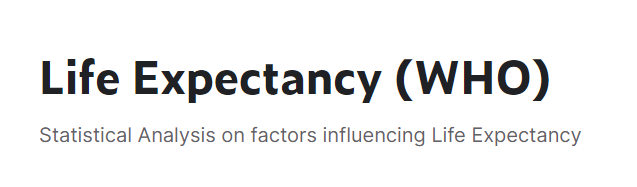 Life Expectancy (WHO)
Statistical Analysis on factors influencing Life Expectancy